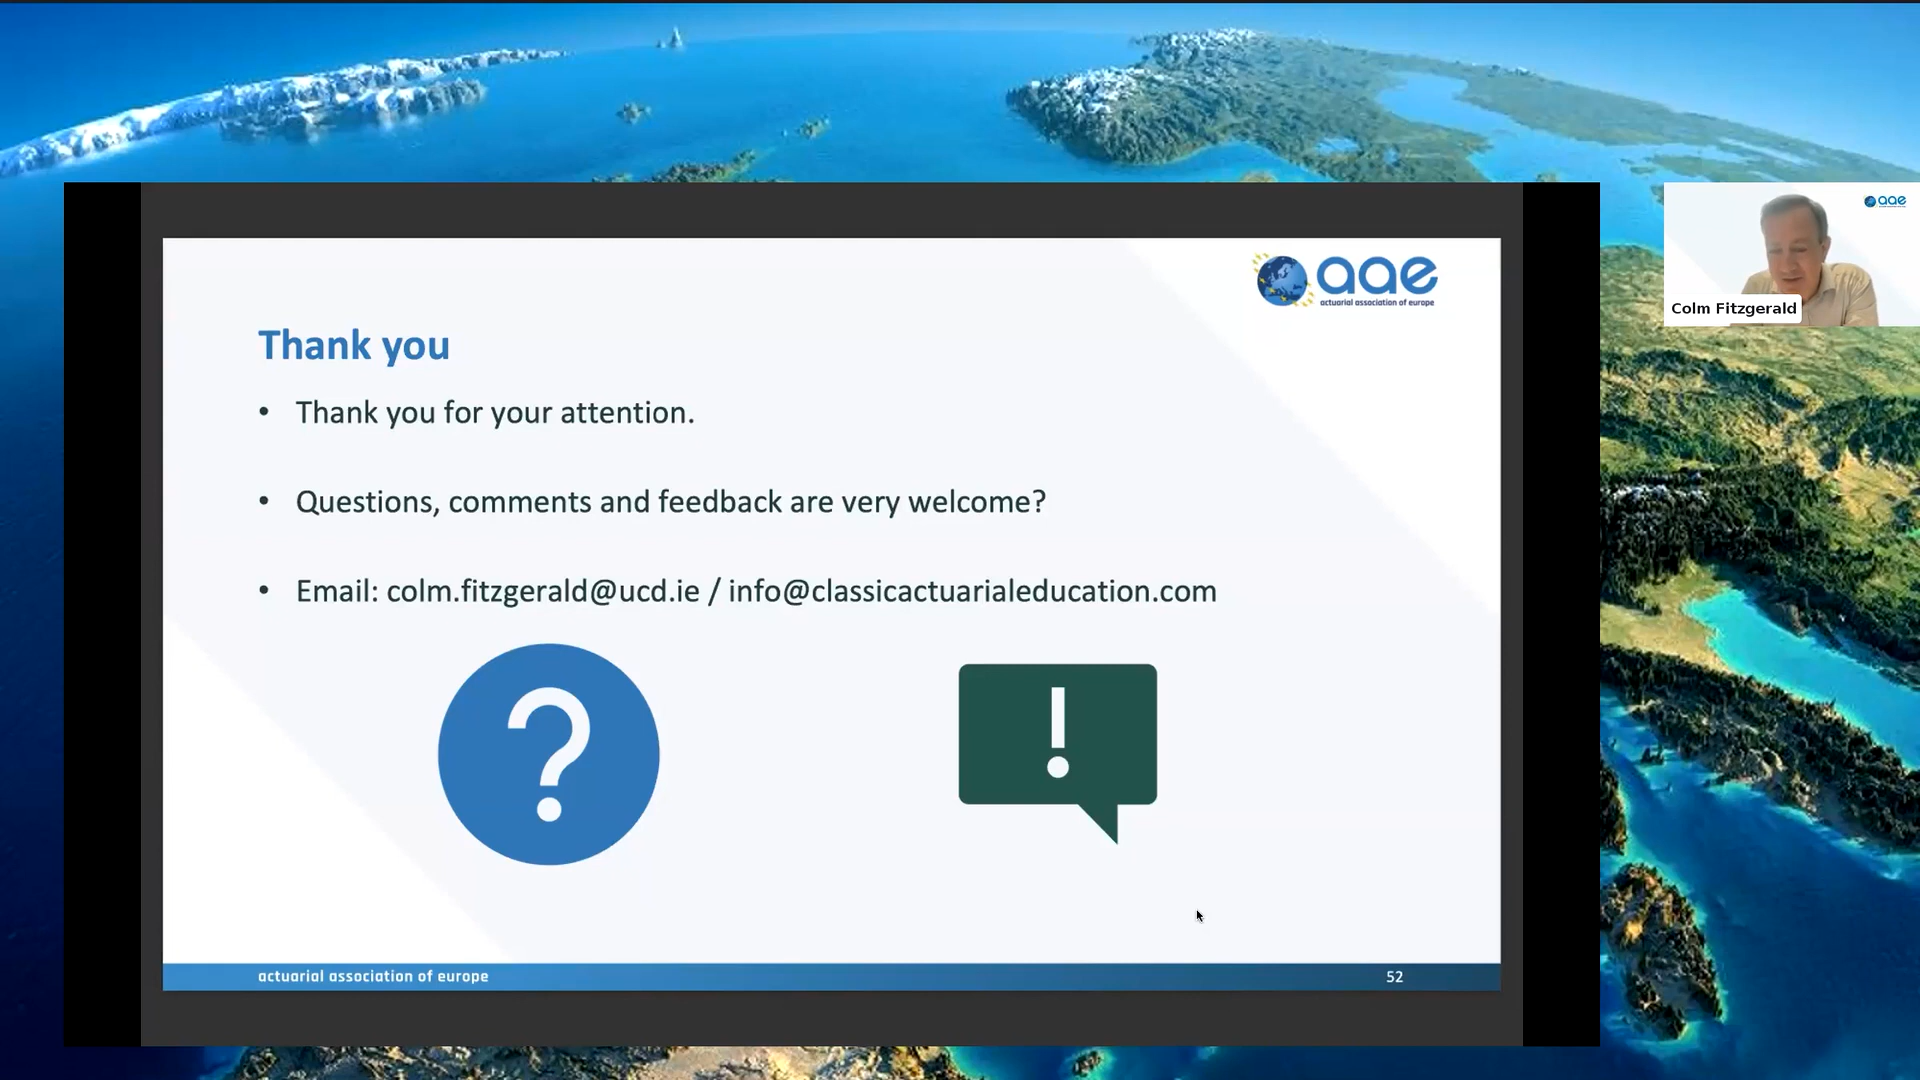 aae
actuarial association of europe
aae
Colm Fitzgerald
Thank you
• Thank you for your attention.
• Questions, comments and feedback are very welcome?
• Email: colm.fitzgerald@ucd.ie / info@classicactuarialeducation.com
?
!
actuarial association of europe
52